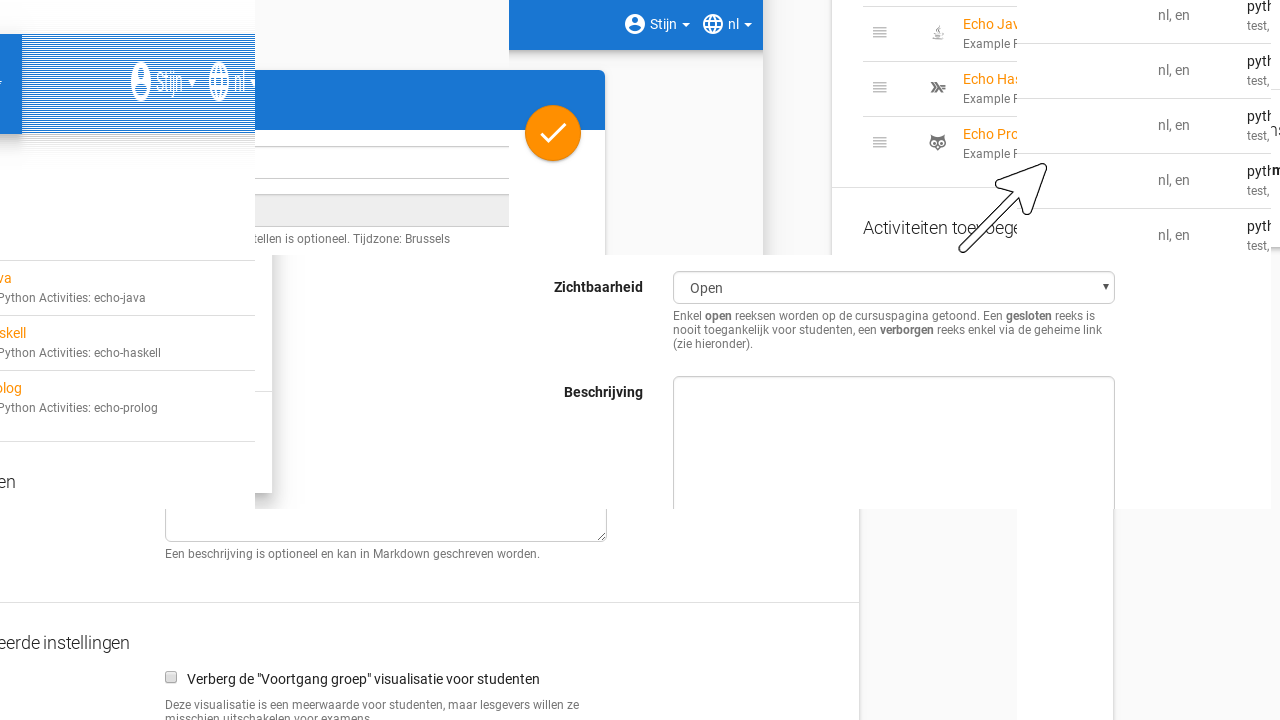 Stijn nl
Stijn nl
tellen is optioneel. Tijdzone: Brussels
va
Python Activities: echo-java
skell
Python Activities: echo-haskell
olog
Python Activities: echo-prolog
en
Echo Jav
Example F
Echo Has
Example F
Echo Pro
Example F
Activiteiten toevoege
nl, en
pyth
test,
nl, en
pyth
test,
nl, en
pyth
test,
nl, en
pyth
test,
nl, en
pyth
test,
Zichtbaarheid
Open
Enkel open reeksen worden op de cursuspagina getoond. Een gesloten reeks is
nooit toegankelijk voor studenten, een verborgen reeks enkel via de geheime link
(zie hieronder).
Beschrijving
Een beschrijving is optioneel en kan in Markdown geschreven worden.
eerde instellingen
Verberg de "Voortgang groep" visualisatie voor studenten
Deze visualisatie is een meerwaarde voor studenten, maar lesgevers willen ze
misschien uitschakelen voor examens.